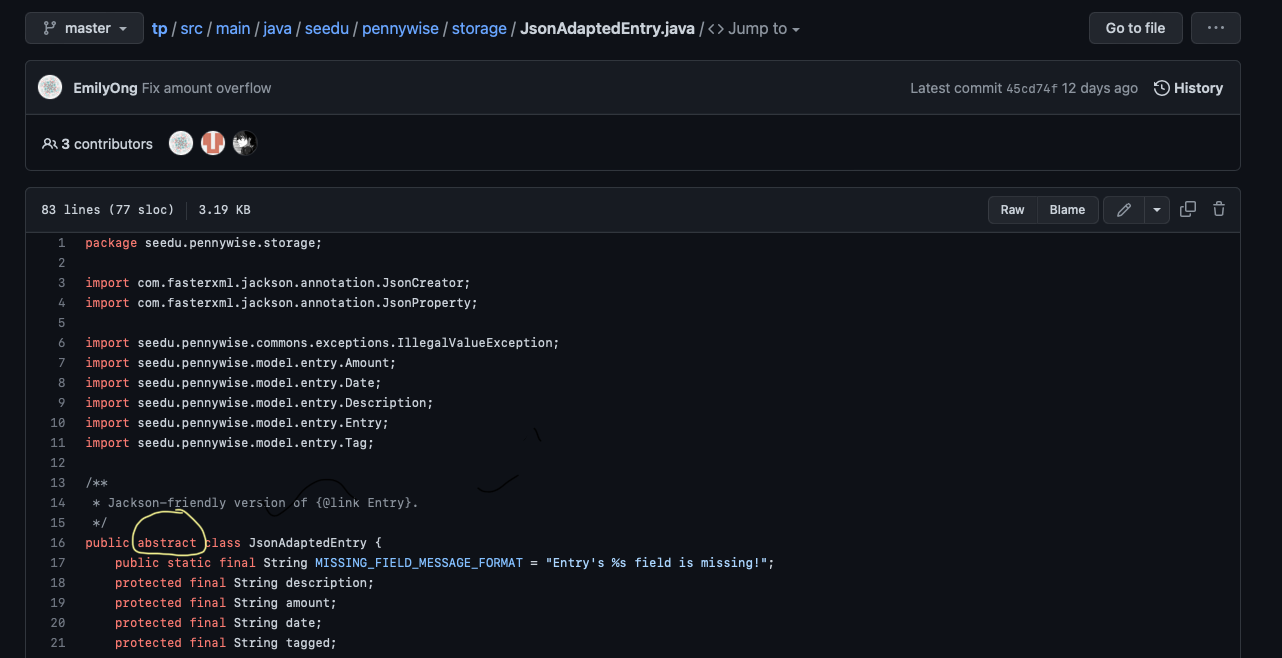 master tp / src / main / java / seedu / pennywise / storage / JsonAdaptedEntry.java / <> Jump to Go to file ...
EmilyOng Fix amount overflow Latest commit 45cd74f 12 days ago History
3 contributors
83 lines (77 sloc) 3.19 KB Raw Blame
1 package seedu.pennywise.storage;
2
3 import com.fasterxml.jackson.annotation.JsonCreator;
4 import com.fasterxml.jackson.annotation.JsonProperty;
5
6 import seedu.pennywise.commons.exceptions.IllegalValueException;
7 import seedu.pennywise.model.entry.Amount;
8 import seedu.pennywise.model.entry.Date;
9 import seedu.pennywise.model.entry.Description;
10 import seedu.pennywise.model.entry.Entry;
11 import seedu.pennywise.model.entry.Tag;
12
13 /**
14 * Jackson-friendly version of {@link Entry}.
15 */
16 public abstract class JsonAdaptedEntry {
17 public static final String MISSING_FIELD_MESSAGE_FORMAT = "Entry's %s field is missing!";
18 protected final String description;
19 protected final String amount;
20 protected final String date;
21 protected final String tagged;